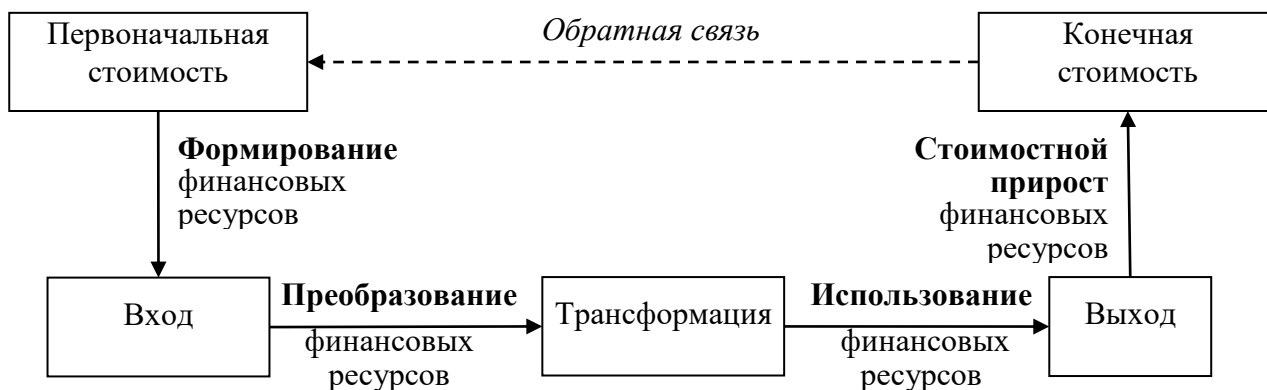 Первоначальная
стоимость
Обратная связь
Конечная
стоимость
Формирование
финансовых
ресурсов
Стоимостной
прирост
финансовых
ресурсов
Вход
Преобразование
финансовых
ресурсов
Трансформация
Использование
финансовых
ресурсов
Выход